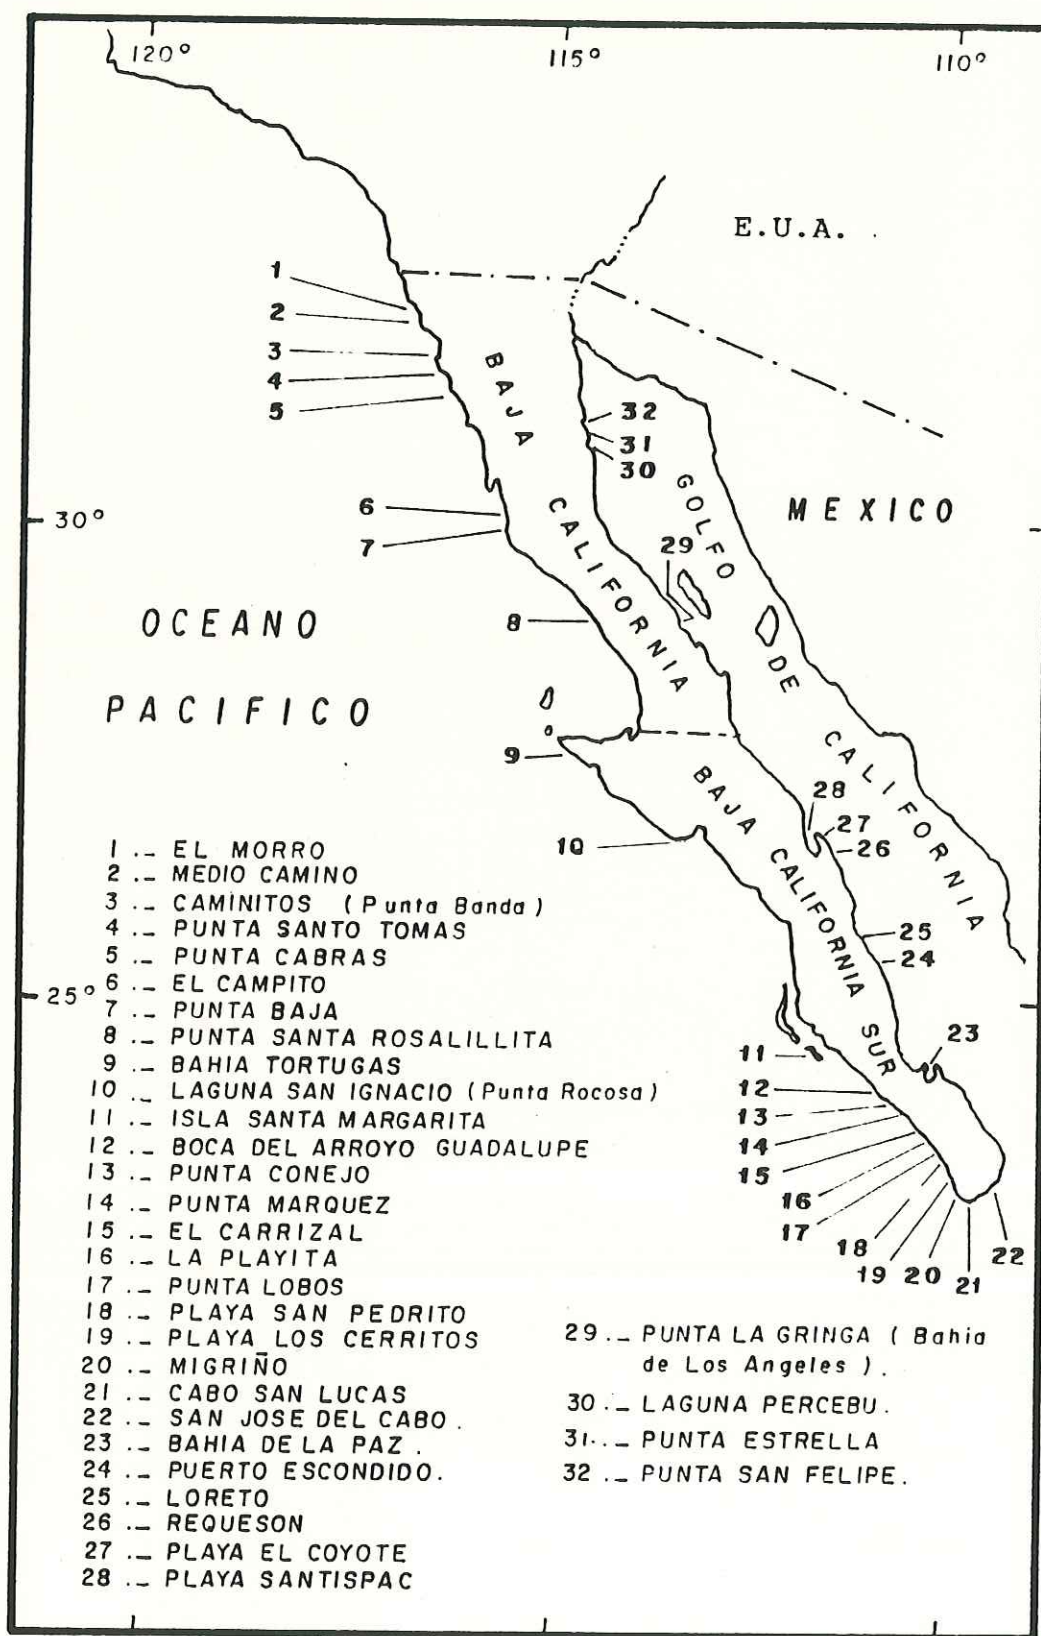 120° 115° 110°
E.U.A.
1
2
3
4
5
32
31
30
6
7
29
8
30°
MEXICO
BAJA CALIFORNIA
GOLFO DE CALIFORNIA
OCEANO
PACIFICO
9
10
28
27
26
BAJA CALIFORNIA SUR
25
24
25°
23
11
12
13
14
15
16
17
18
19
20
21
22
1 .- EL MORRO
2 .- MEDIO CAMINO
3 .- CAMINITOS (Punta Banda)
4 .- PUNTA SANTO TOMAS
5 .- PUNTA CABRAS
6 .- EL CAMPITO
7 .- PUNTA BAJA
8 .- PUNTA SANTA ROSALILLITA
9 .- BAHIA TORTUGAS
10 .- LAGUNA SAN IGNACIO (Punta Rocosa)
11 .- ISLA SANTA MARGARITA
12 .- BOCA DEL ARROYO GUADALUPE
13 .- PUNTA CONEJO
14 .- PUNTA MARQUEZ
15 .- EL CARRIZAL
16 .- LA PLAYITA
17 .- PUNTA LOBOS
18 .- PLAYA SAN PEDRITO
19 .- PLAYA LOS CERRITOS
20 .- MIGRIÑO
21 .- CABO SAN LUCAS
22 .- SAN JOSE DEL CABO.
23 .- BAHIA DE LA PAZ.
24 .- PUERTO ESCONDIDO.
25 .- LORETO
26 .- REQUESON
27 .- PLAYA EL COYOTE
28 .- PLAYA SANTISPAC
29 .- PUNTA LA GRINGA ( Bahia
de Los Angeles ).
30 .- LAGUNA PERCEBU.
31 .- PUNTA ESTRELLA
32 .- PUNTA SAN FELIPE.